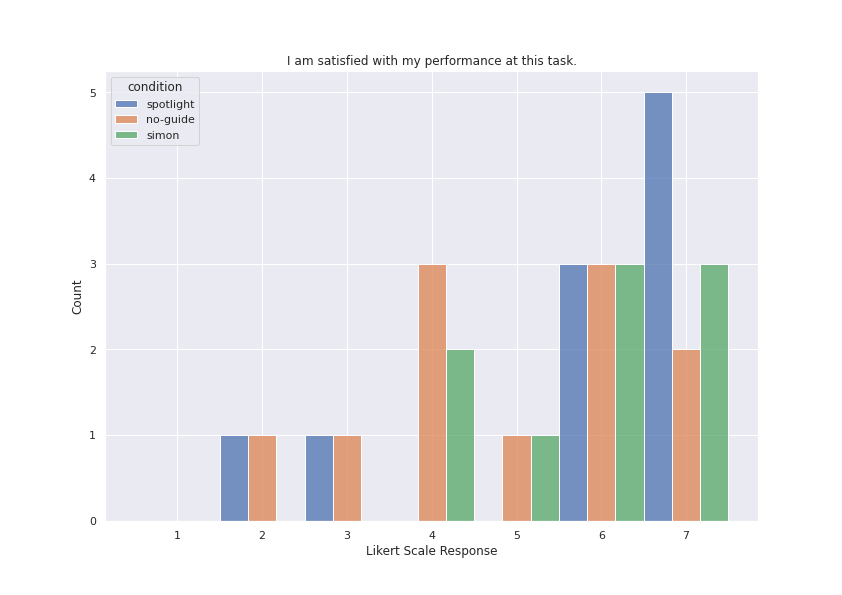 I am satisfied with my performance at this task.
condition
spotlight
no-guide
simon
5
4
3
2
1
0
Count
1 2 3 4 5 6 7
Likert Scale Response